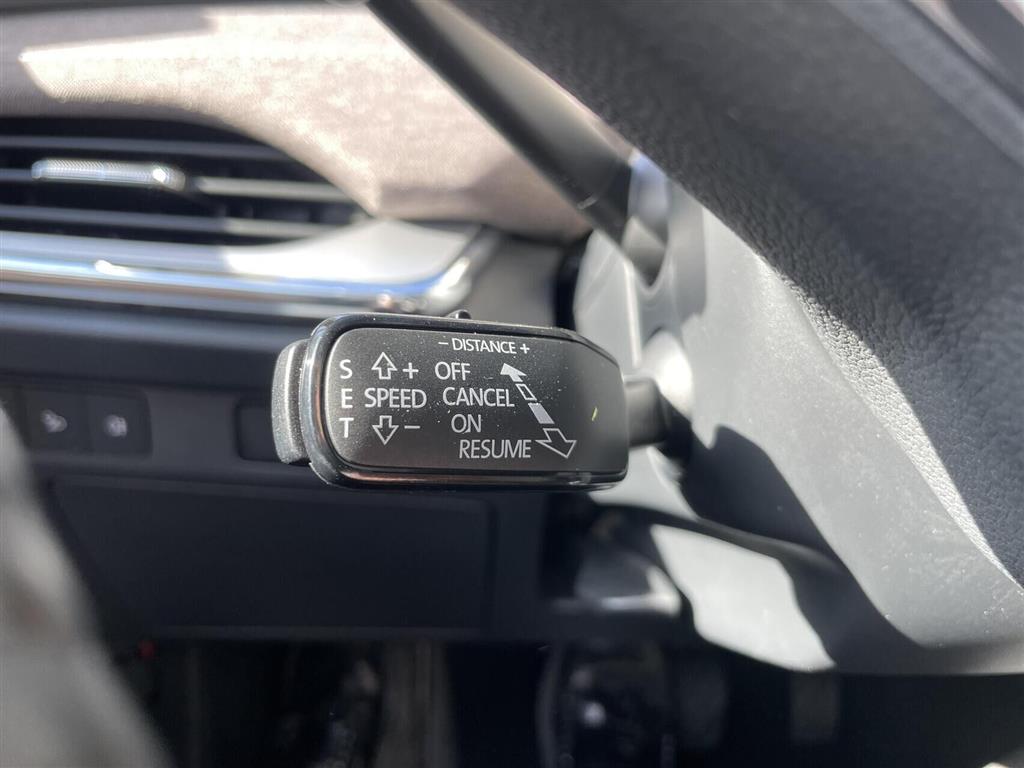 − DISTANCE +
S + OFF
E SPEED CANCEL
T − ON
RESUME